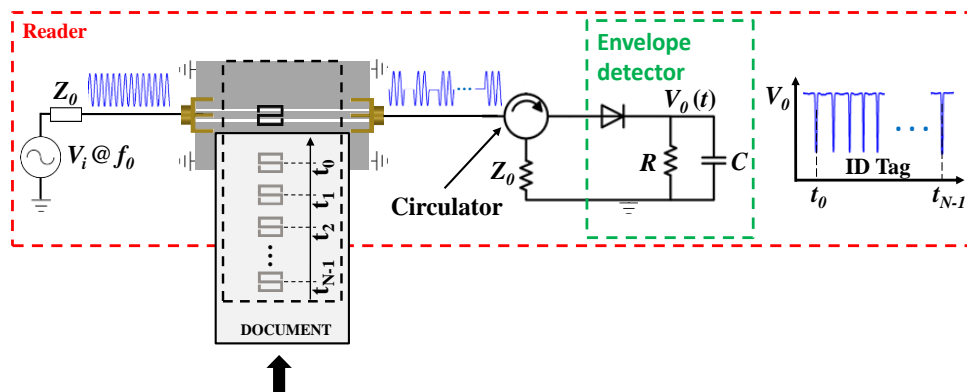 Reader
Z0
Vi @ f0
t0
t1
t2
...
tN-1
DOCUMENT
...
Circulator
Z0
Envelope
detector
V0(t)
R
C
V0
...
ID Tag
t0
tN-1